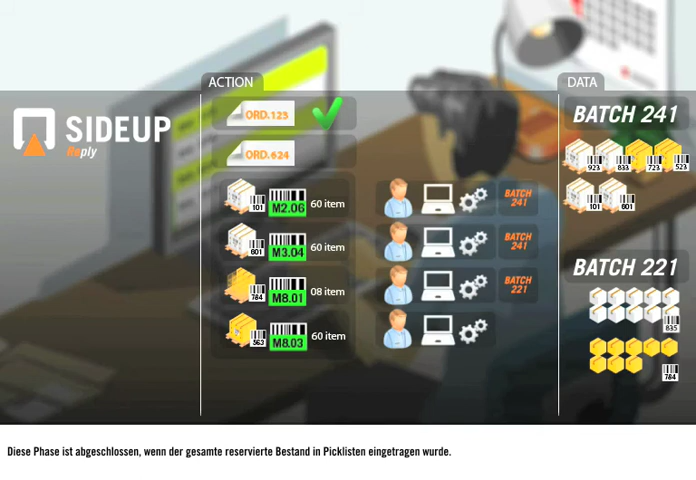 ACTION
DATA
SIDEUP
Reply
ORD.123
ORD.624
101
M2.06
60 item
BATCH
241
601
M3.04
60 item
BATCH
241
784
M8.01
08 item
BATCH
221
563
M8.03
60 item
BATCH 241
923
833
723
523
101
601
BATCH 221
835
784
Diese Phase ist abgeschlossen, wenn der gesamte reservierte Bestand in Picklisten eingetragen wurde.